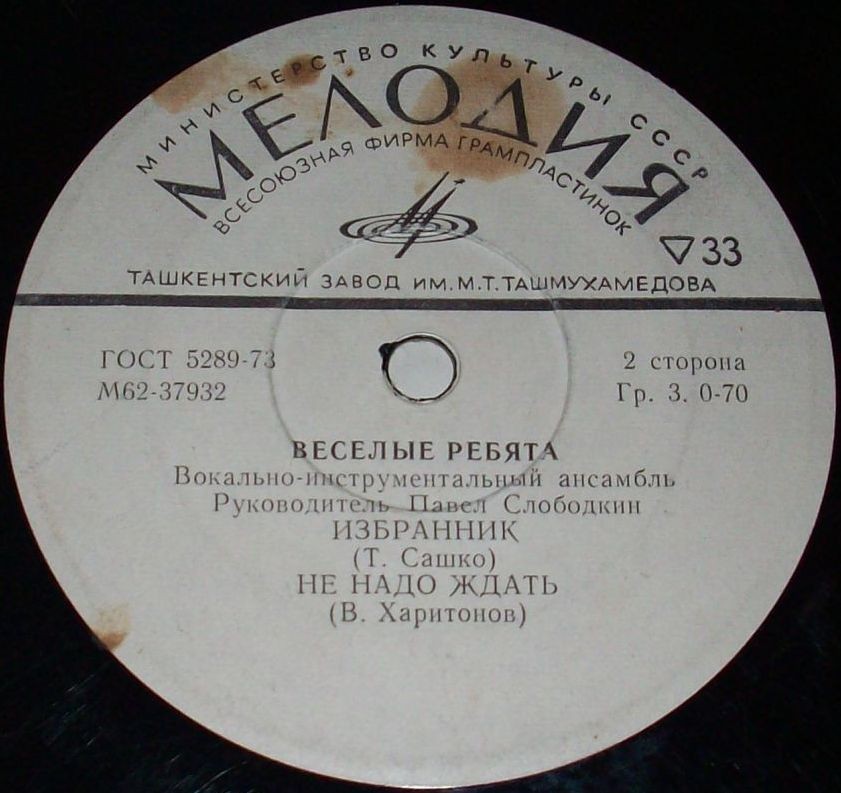 МИНИСТЕРСТВО КУЛЬТУРЫ СССР
МЕЛОДИЯ
ВСЕСОЮЗНАЯ ФИРМА ГРАМПЛАСТИНОК
33
ТАШКЕНТСКИЙ ЗАВОД ИМ. М.Т. ТАШМУХАМЕДОВА
ГОСТ 5289-73
М62-37932
2 сторона
Гр. 3. 0-70
ВЕСЕЛЫЕ РЕБЯТА
Вокально-инструментальный ансамбль
Руководитель Павел Слободкин
ИЗБРАННИК
(Т. Сашко)
НЕ НАДО ЖДАТЬ
(В. Харитонов)